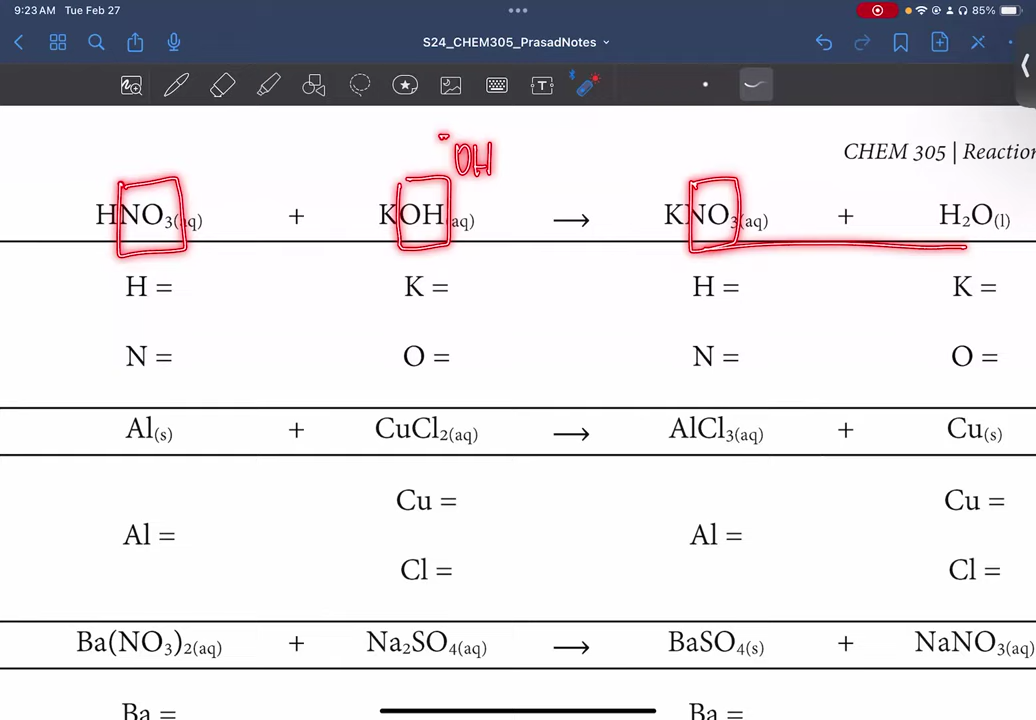 9:23 AM Tue Feb 27
85%
S24_CHEM305_PrasadNotes
CHEM 305 | Reaction
OH
HNO₃(aq) + KOH(aq) → KNO₃(aq) + H₂O(l)
H = K = H = K =
N = O = N = O =
Al(s) + CuCl₂(aq) → AlCl₃(aq) + Cu(s)
Cu = Cu =
Al = Al =
Cl = Cl =
Ba(NO₃)₂(aq) + Na₂SO₄(aq) → BaSO₄(s) + NaNO₃(aq)
Ba = Ba =